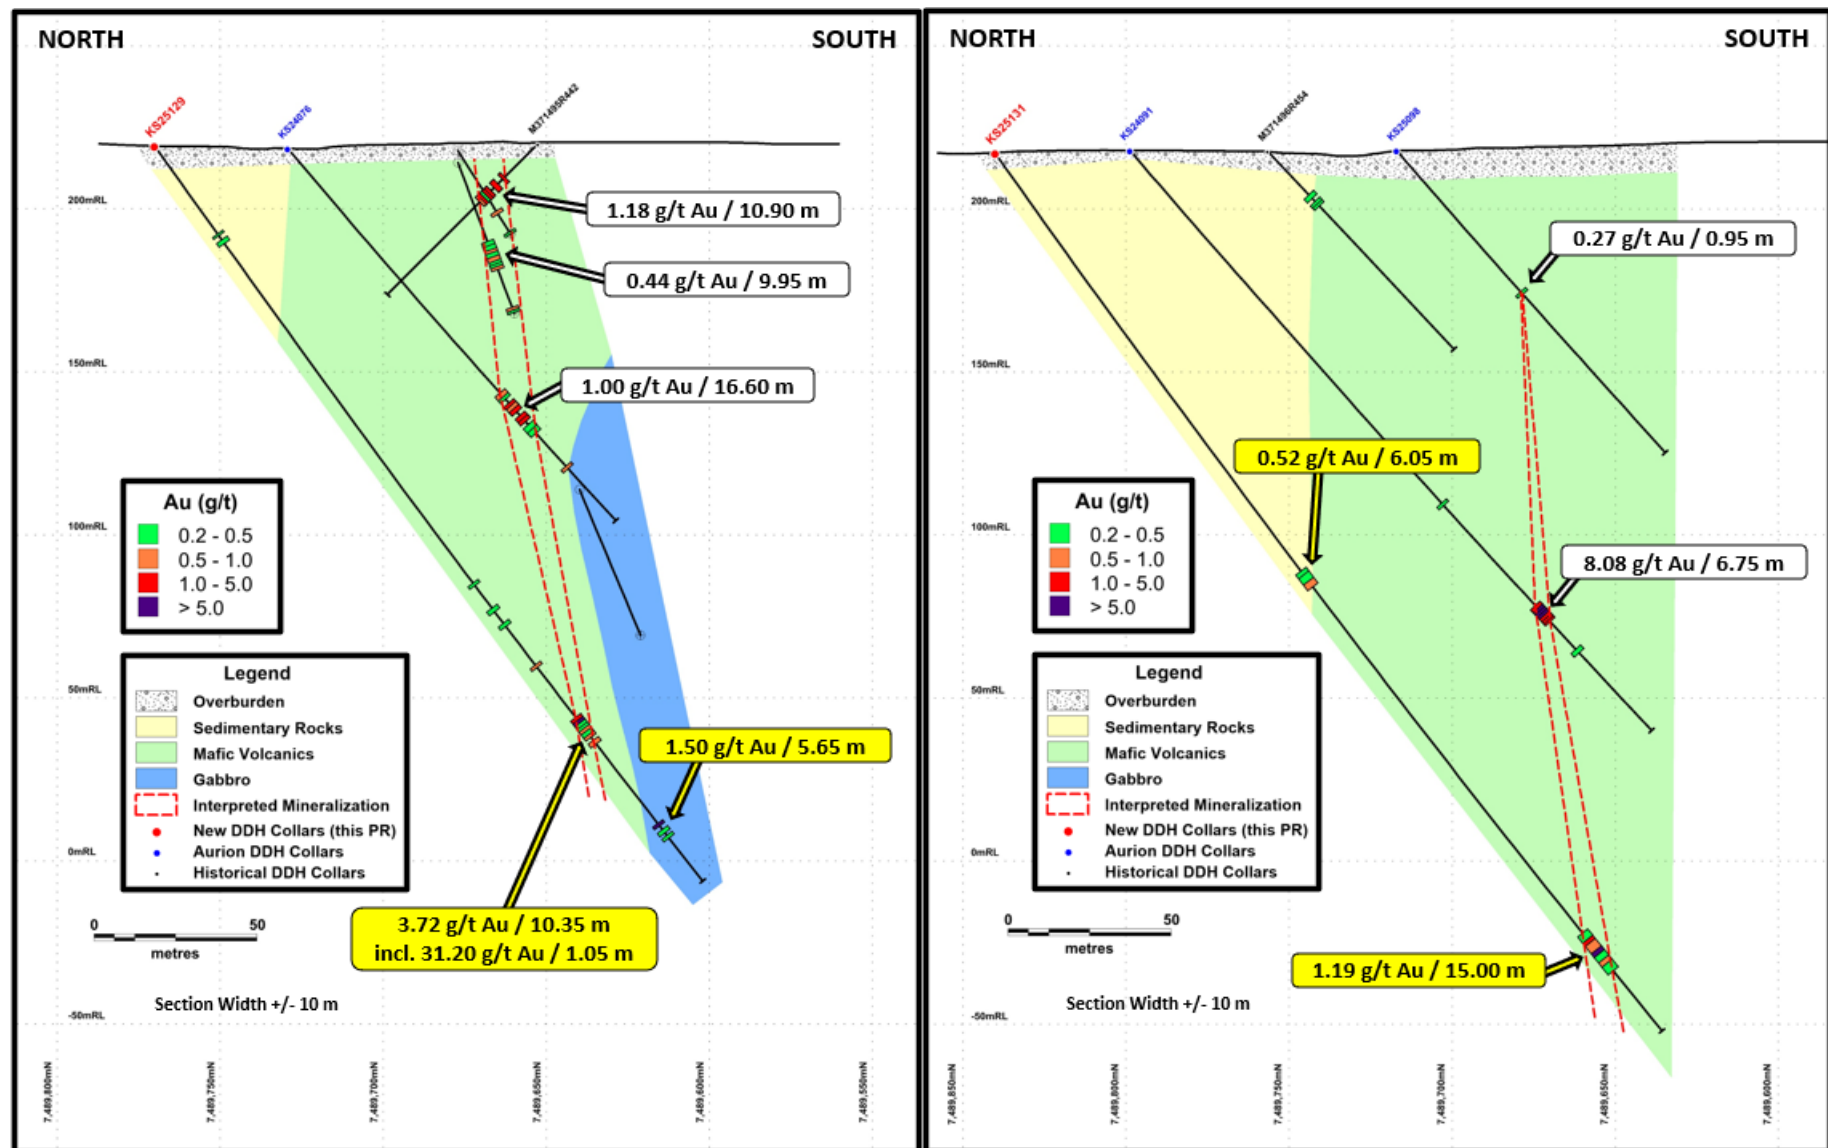 NORTH
SOUTH
KS25129
KS24076
M371495R442
200mRL
1.18 g/t Au / 10.90 m
0.44 g/t Au / 9.95 m
150mRL
1.00 g/t Au / 16.60 m
100mRL
Au (g/t)
0.2 - 0.5
0.5 - 1.0
1.0 - 5.0
> 5.0
Legend
Overburden
Sedimentary Rocks
Mafic Volcanics
Gabbro
Interpreted Mineralization
New DDH Collars (this PR)
Aurion DDH Collars
Historical DDH Collars
50mRL
1.50 g/t Au / 5.65 m
0mRL
3.72 g/t Au / 10.35 m
incl. 31.20 g/t Au / 1.05 m
0 50
metres
Section Width +/- 10 m
-50mRL
7,489,800mN
7,489,750mN
7,489,700mN
7,489,650mN
7,489,600mN
7,489,550mN
NORTH
SOUTH
KS25131
KS24091
M371496R454
KS25098
200mRL
0.27 g/t Au / 0.95 m
150mRL
0.52 g/t Au / 6.05 m
100mRL
Au (g/t)
0.2 - 0.5
0.5 - 1.0
1.0 - 5.0
> 5.0
8.08 g/t Au / 6.75 m
Legend
Overburden
Sedimentary Rocks
Mafic Volcanics
Gabbro
Interpreted Mineralization
New DDH Collars (this PR)
Aurion DDH Collars
Historical DDH Collars
50mRL
0mRL
0 50
metres
1.19 g/t Au / 15.00 m
Section Width +/- 10 m
-50mRL
7,489,850mN
7,489,800mN
7,489,750mN
7,489,700mN
7,489,650mN
7,489,600mN